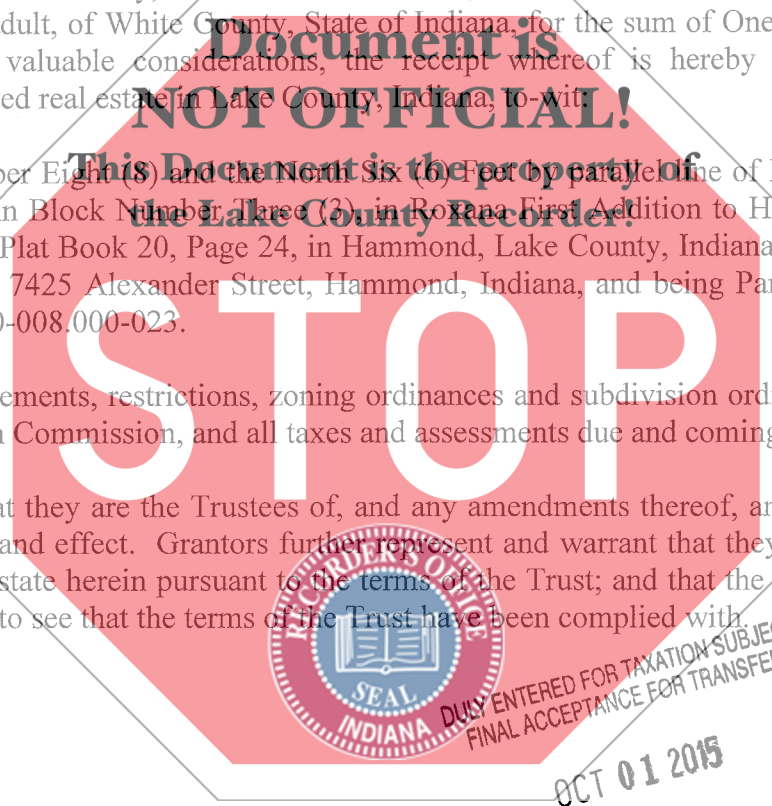 dult, of White County, State of Indiana, for the sum of One
Document is
valuable considerations, the receipt whereof is hereby
ed real estate in Lake County, Indiana, to-wit:
NOT OFFICIAL!
This Document is the property of
per Eight (8) and the North Six (6) Feet by parallel line of
the Lake County Recorder!
in Block Number Three (3), in Roxana First Addition to H
Plat Book 20, Page 24, in Hammond, Lake County, Indiana
7425 Alexander Street, Hammond, Indiana, and being Par
0-008.000-023.
STOP
ements, restrictions, zoning ordinances and subdivision ordi
n Commission, and all taxes and assessments due and coming
at they are the Trustees of, and any amendments thereof, an
and effect. Grantors further represent and warrant that they
state herein pursuant to the terms of the Trust; and that the
to see that the terms of the Trust have been complied with.
RECORDER'S OFFICE
SEAL
INDIANA
DULY ENTERED FOR TAXATION SUBJEC
FINAL ACCEPTANCE FOR TRANSFE
OCT 01 2015